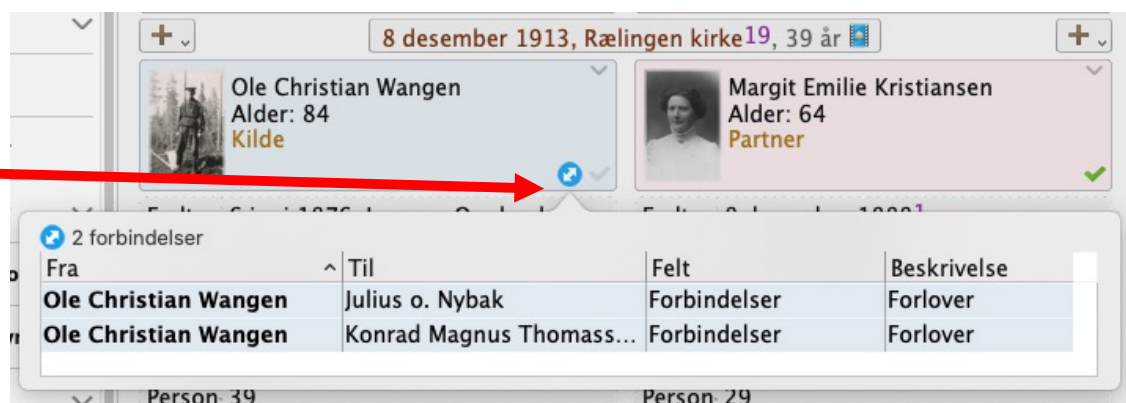 8 desember 1913, Rælingen kirke19, 39 år
Ole Christian Wangen
Alder: 84
Kilde
Margit Emilie Kristiansen
Alder: 64
Partner
2 forbindelser
Fra Til Felt Beskrivelse
Ole Christian Wangen Julius o. Nybak Forbindelser Forlover
Ole Christian Wangen Konrad Magnus Thomass... Forbindelser Forlover
Person: 39 Person: 29